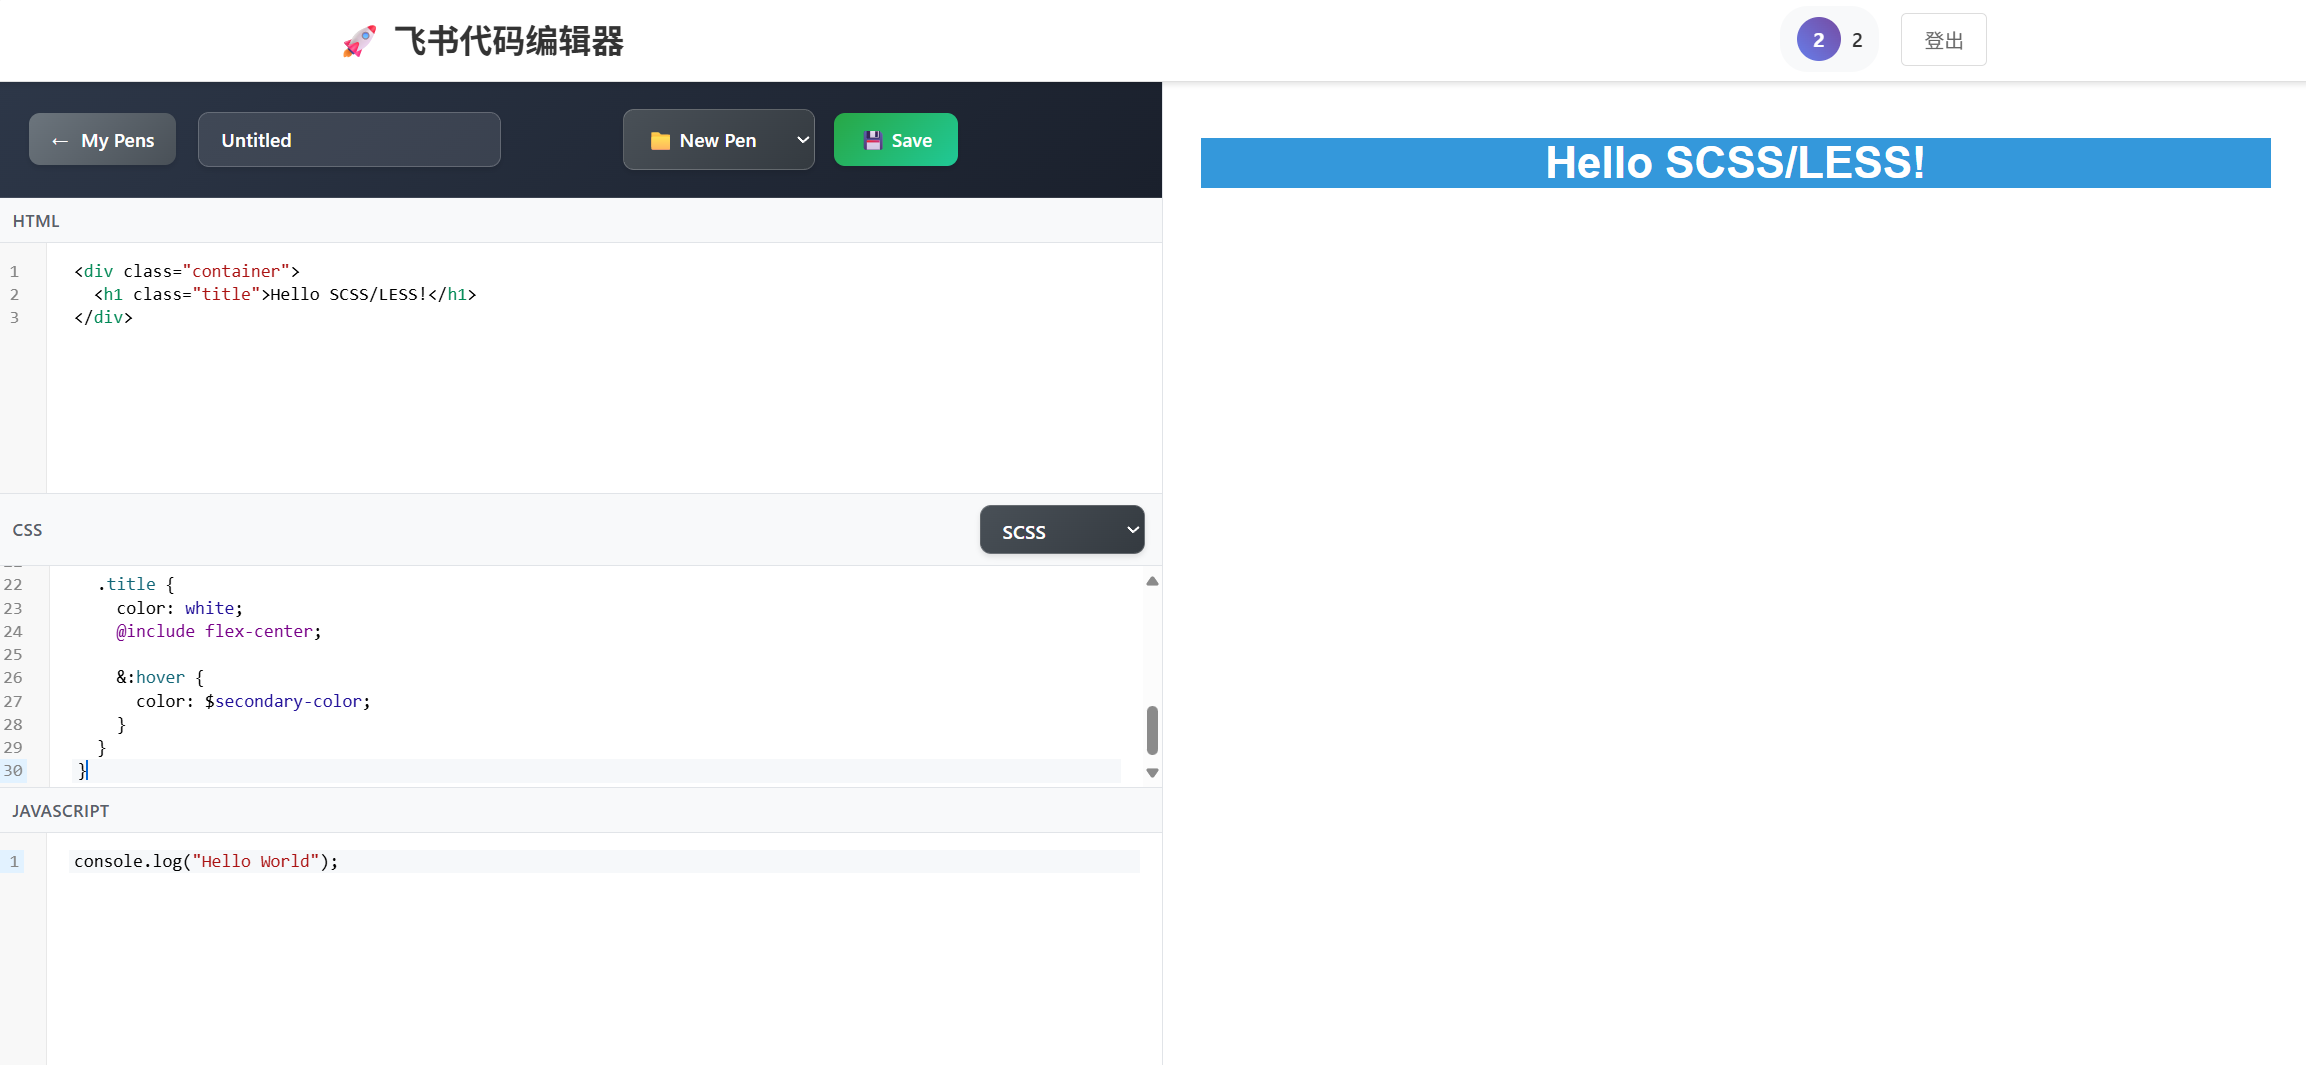 🚀 飞书代码编辑器
2 2 登出
← My Pens Untitled 📁 New Pen 💾 Save
HTML
1 <div class="container">
2 <h1 class="title">Hello SCSS/LESS!</h1>
3 </div>
CSS SCSS
22 .title {
23 color: white;
24 @include flex-center;
25
26 &:hover {
27 color: $secondary-color;
28 }
29 }
30 }
JAVASCRIPT
1 console.log("Hello World");
Hello SCSS/LESS!